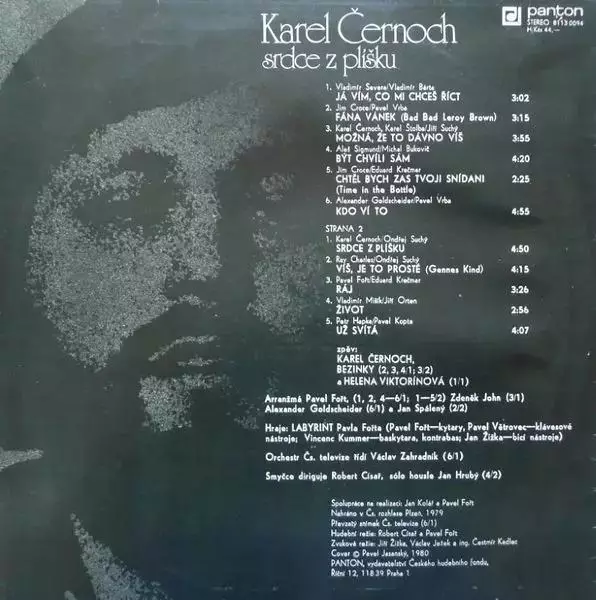 Karel Černoch
srdce z plišku
panton
STEREO 8113 0094
H/Kčs 44,—
1. Vladimír Severa/Vladimír Bárta
JÁ VÍM, CO MI CHCEŠ ŘÍCT 3:02
2. Jim Croce/Pavel Vrba
FÁNA VÁNEK (Bad Bad Leroy Brown) 3:15
3. Karel Černoch, Karel Štolba/Jiří Suchý
MOŽNÁ, ŽE TO DÁVNO VÍŠ 3:55
4. Aleš Sigmund/Michal Bukovič
BÝT CHVÍLI SÁM 4:20
5. Jim Croce/Eduard Krečmar
CHTĚL BYCH ZAS TVOJI SNÍDANI 2:25
(Time in the Bottle)
6. Alexander Goldscheider/Pavel Vrba
KDO VÍ TO 4:55
STRANA 2
1. Karel Černoch/Ondřej Suchý
SRDCE Z PLÍŠKU 4:50
2. Ray Charles/Ondřej Suchý
VÍŠ, JE TO PROSTÉ (Gennes Kind) 4:15
3. Pavel Fořt/Eduard Krečmar
RÁJ 3:26
4. Vladimír Mišík/Jiří Orten
ŽIVOT 2:56
5. Petr Hapka/Pavel Kopta
UŽ SVÍTÁ 4:07
zpěv:
KAREL ČERNOCH,
BEZINKY (2, 3, 4/1; 3/2)
a HELENA VIKTORÍNOVÁ (1/1)
Arranžmá Pavel Fořt, (1, 2, 4—6/1; 1—5/2) Zdeněk John (3/1)
Alexander Goldscheider (6/1) a Jan Spálený (2/2)
Hraje: LABYRINT Pavla Fořta (Pavel Fořt—kytary, Pavel Větrovec—klávesové
nástroje; Vincenc Kummer—baskytara, kontrabas; Jan Žižka—bicí nástroje)
Orchestr Čs. televize řídí Václav Zahradník (6/1)
Smyčce diriguje Robert Císař, sólo housle Jan Hrubý (4/2)
Spolupráce na realizaci: Jan Kolář a Pavel Fořt
Nahráno v Čs. rozhlase Plzeň, 1979
Převzatý snímek Čs. televize (6/1)
Hudební režie: Robert Císař a Pavel Fořt
Zvuková režie: Jiří Žižka, Václav Ježek a ing. Čestmír Kadlec
Cover © Pavel Jasanský, 1980
PANTON, vydavatelství Českého hudebního fondu,
Říční 12, 118 39 Praha 1